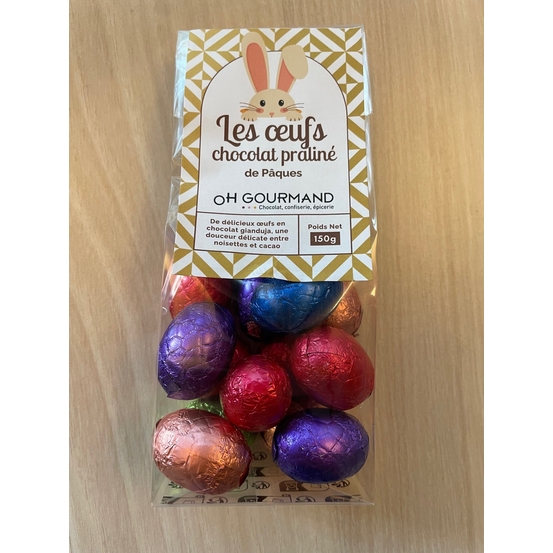 Les œufs
chocolat praliné
de Pâques
OH GOURMAND
Chocolat, confiserie, épicerie
De délicieux œufs en
chocolat gianduja, une
douceur délicate entre
noisettes et cacao
Poids Net
150g